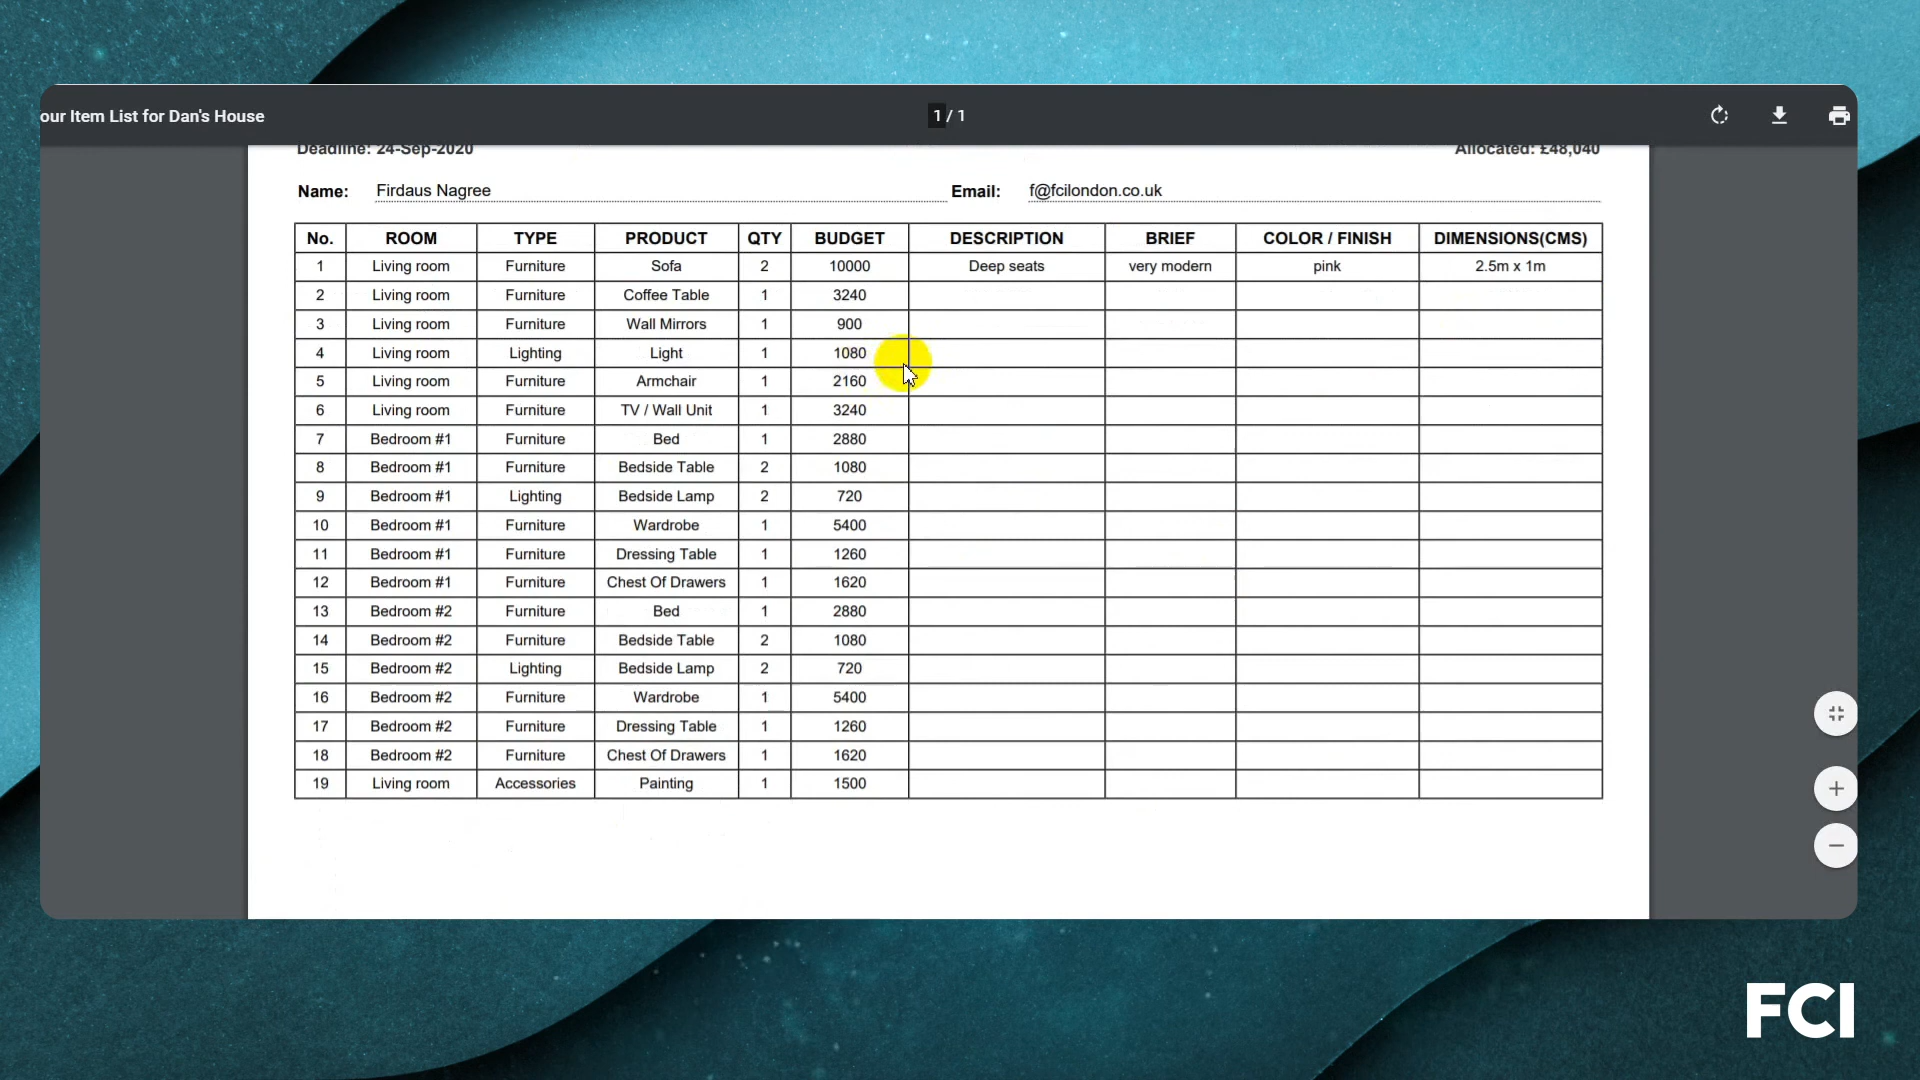 our Item List for Dan's House 1 / 1
Deadline: 24-Sep-2020 Allocated: £48,040
Name: Firdaus Nagree Email: f@fcilondon.co.uk
No. ROOM TYPE PRODUCT QTY BUDGET DESCRIPTION BRIEF COLOR / FINISH DIMENSIONS(CMS)
1 Living room Furniture Sofa 2 10000 Deep seats very modern pink 2.5m x 1m
2 Living room Furniture Coffee Table 1 3240
3 Living room Furniture Wall Mirrors 1 900
4 Living room Lighting Light 1 1080
5 Living room Furniture Armchair 1 2160
6 Living room Furniture TV / Wall Unit 1 3240
7 Bedroom #1 Furniture Bed 1 2880
8 Bedroom #1 Furniture Bedside Table 2 1080
9 Bedroom #1 Lighting Bedside Lamp 2 720
10 Bedroom #1 Furniture Wardrobe 1 5400
11 Bedroom #1 Furniture Dressing Table 1 1260
12 Bedroom #1 Furniture Chest Of Drawers 1 1620
13 Bedroom #2 Furniture Bed 1 2880
14 Bedroom #2 Furniture Bedside Table 2 1080
15 Bedroom #2 Lighting Bedside Lamp 2 720
16 Bedroom #2 Furniture Wardrobe 1 5400
17 Bedroom #2 Furniture Dressing Table 1 1260
18 Bedroom #2 Furniture Chest Of Drawers 1 1620
19 Living room Accessories Painting 1 1500
FCI